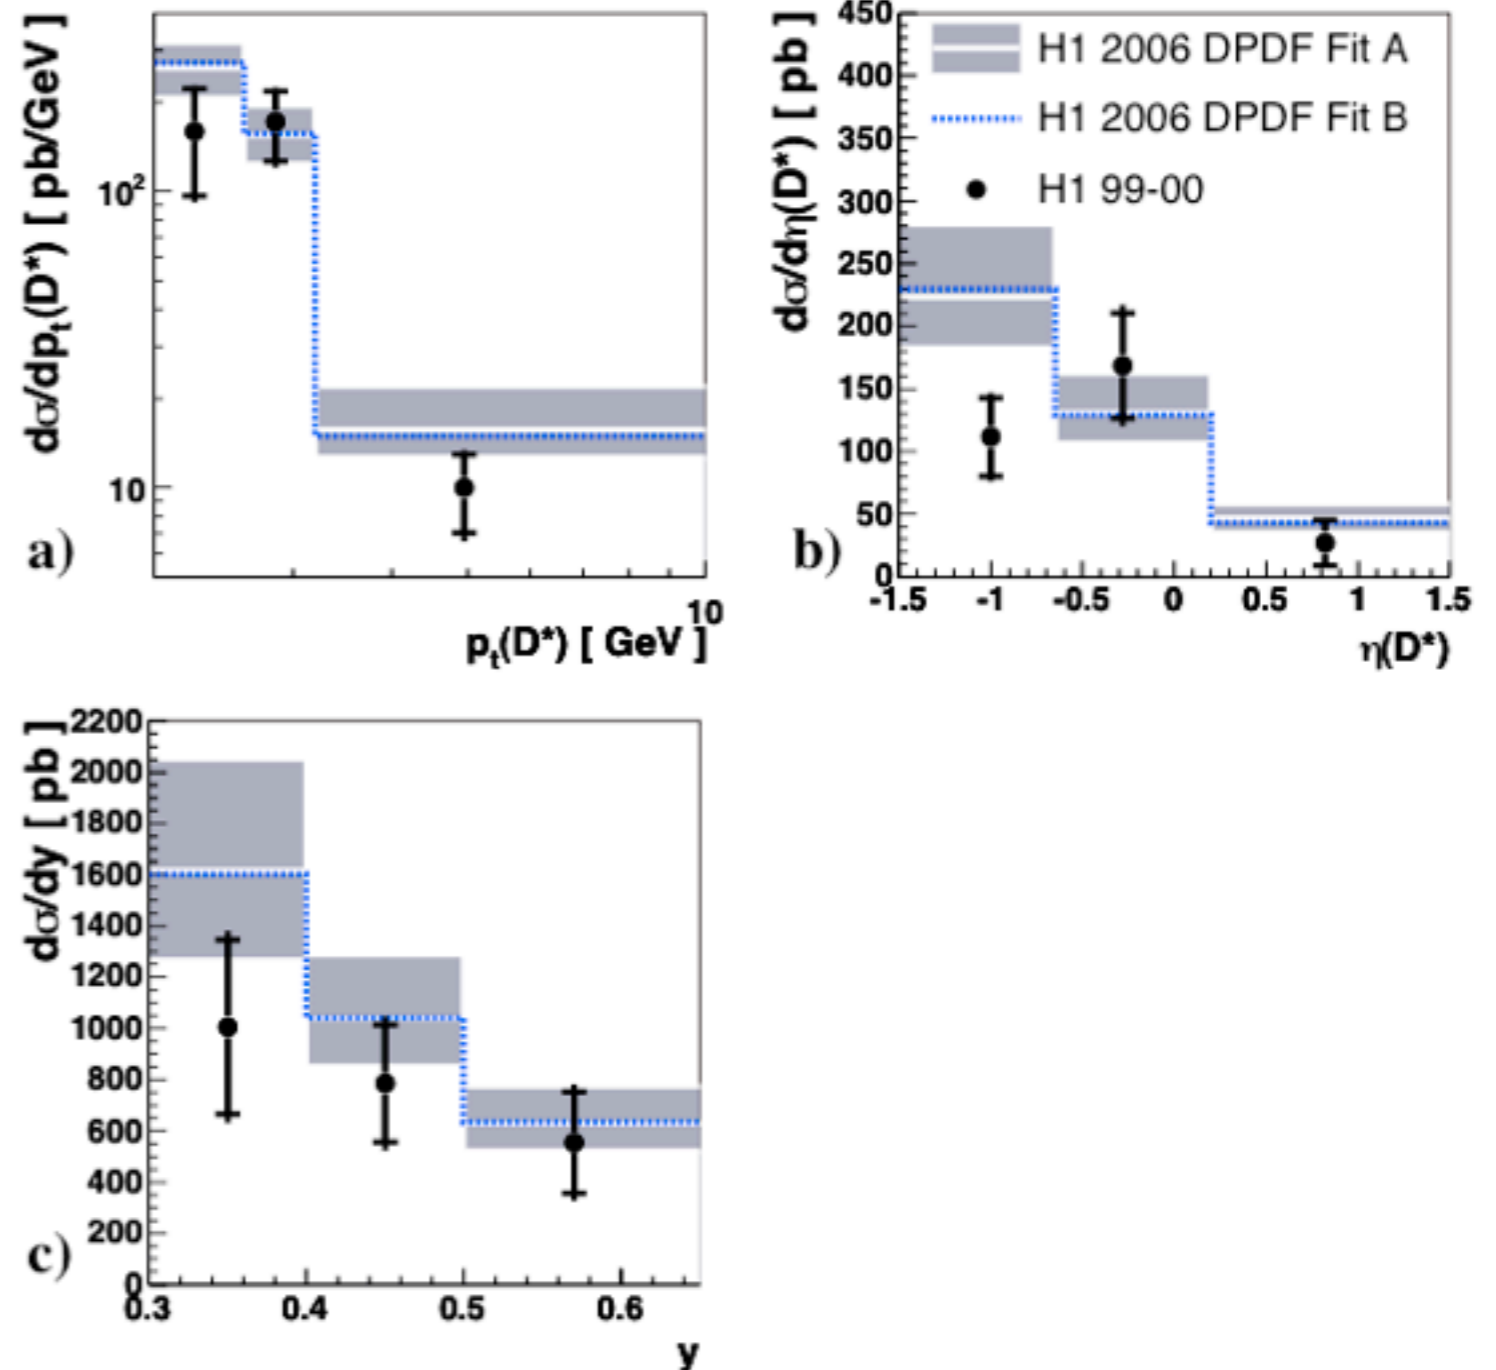 dσ/dpt(D*) [ pb/GeV ]
10²
10
a)
10
pt(D*) [ GeV ]
dσ/dη(D*) [ pb ]
450
400
350
300
250
200
150
100
50
0
H1 2006 DPDF Fit A
H1 2006 DPDF Fit B
H1 99-00
b)
-1.5 -1 -0.5 0 0.5 1 1.5
η(D*)
dσ/dy [ pb ]
2200
2000
1800
1600
1400
1200
1000
800
600
400
200
0
c)
0.3 0.4 0.5 0.6
y